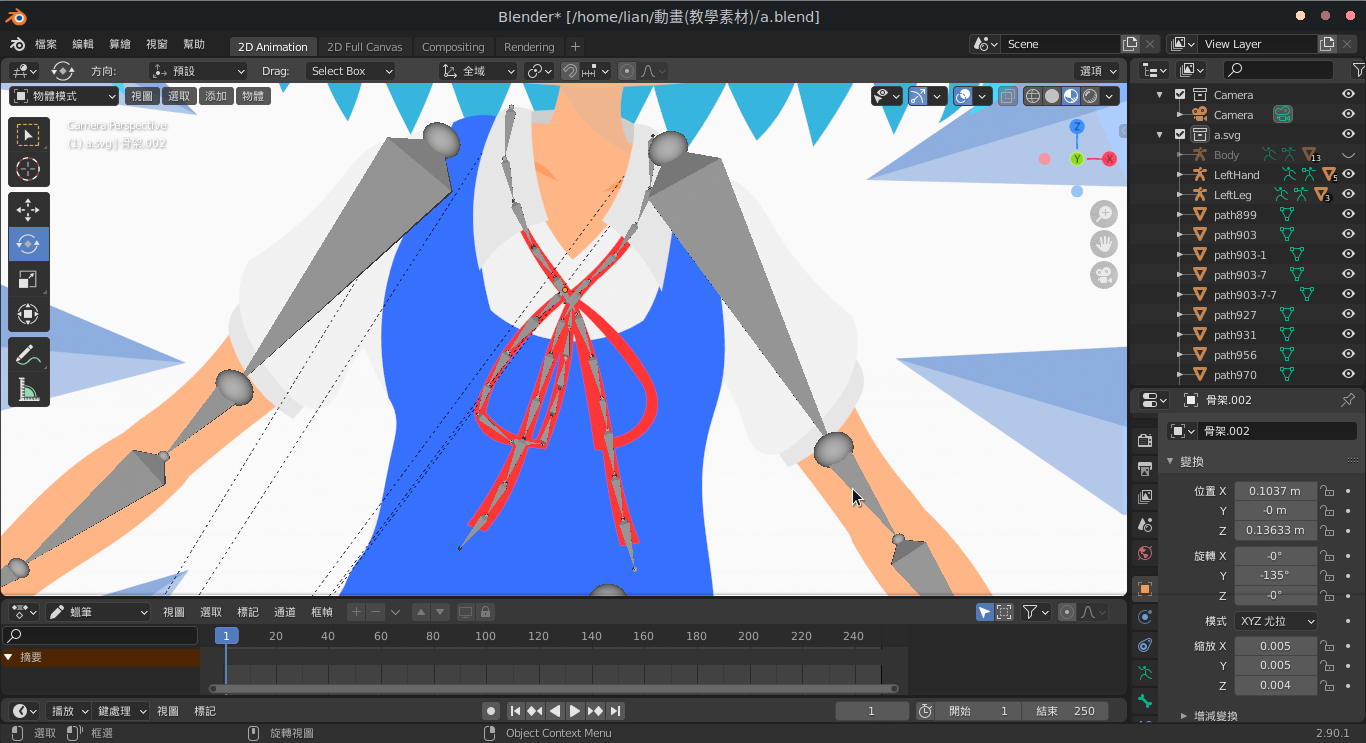 Blender* [/home/lian/動畫(教學素材)/a.blend]
檔案 編輯 算繪 視窗 幫助 2D Animation 2D Full Canvas Compositing Rendering + Scene View Layer
方向: 預設 Drag: Select Box 全域 選項
物體模式 視圖 選取 添加 物體
Camera Perspective
(1) a.svg | 骨架.002
Z
Y
X
Camera
Camera
a.svg
Body 13
LeftHand 5
LeftLeg 3
path899
path903
path903-1
path903-7
path903-7-7
path927
path931
path956
path970
骨架.002
骨架.002
變換
位置 X 0.1037 m
Y -0 m
Z 0.13633 m
旋轉 X -0°
Y -135°
Z -0°
模式 XYZ 尤拉
縮放 X 0.005
Y 0.005
Z 0.004
增減變換
蠟筆 視圖 選取 標記 通道 框幀
1 20 40 60 80 100 120 140 160 180 200 220 240
摘要
播放 鍵處理 視圖 標記 1 開始 1 結束 250
選取 框選 旋轉視圖 Object Context Menu 2.90.1